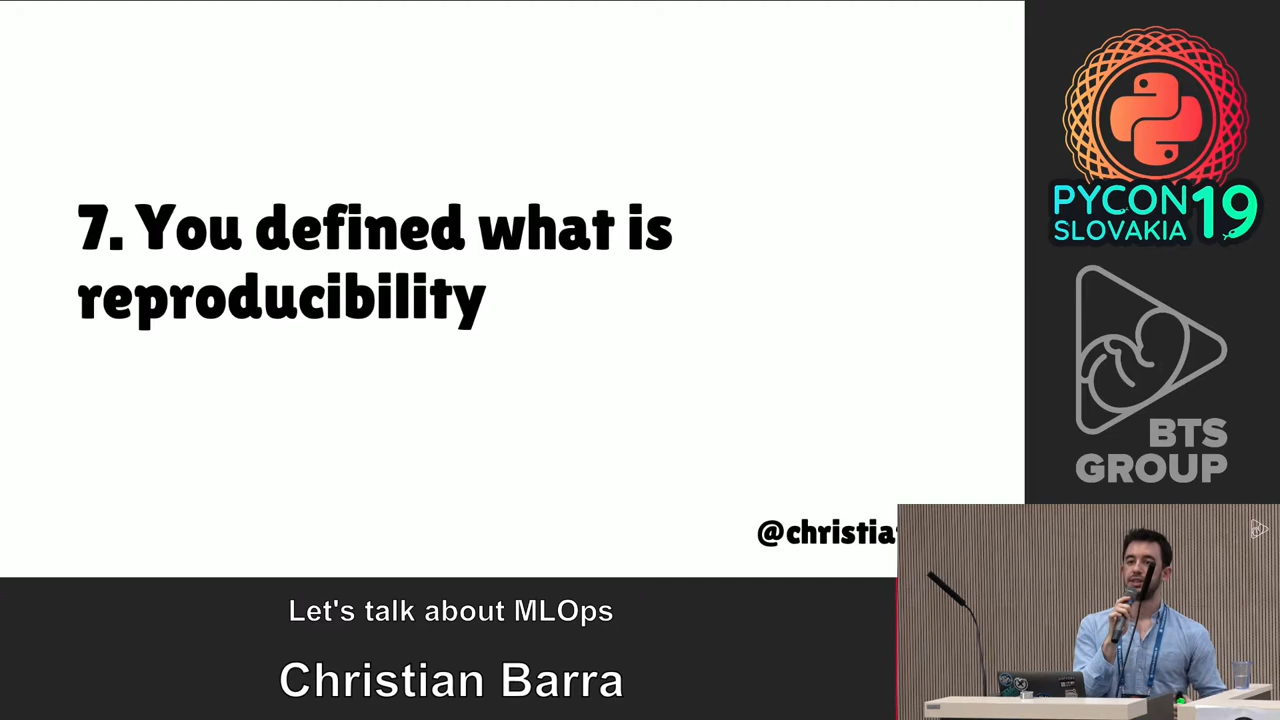 7. You defined what is
reproducibility
@christia
PYCON 19
SLOVAKIA
BTS
GROUP
Let's talk about MLOps
Christian Barra